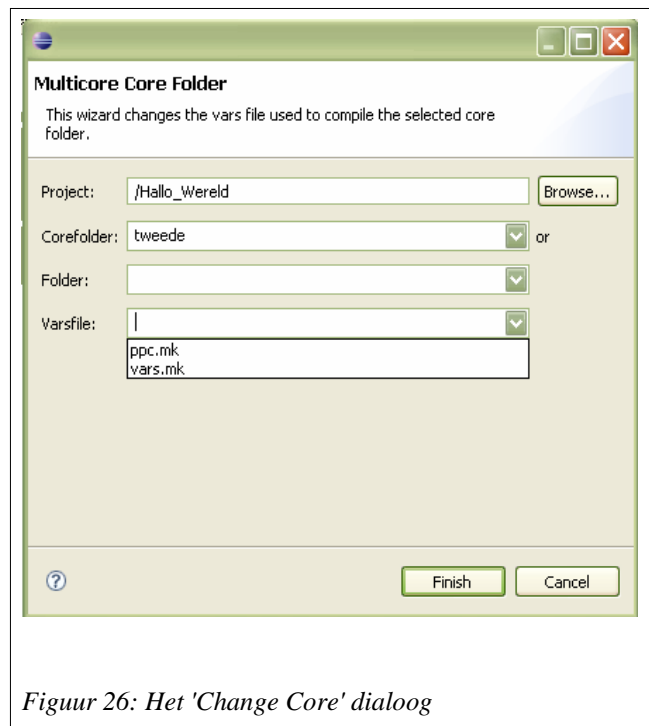 Multicore Core Folder
This wizard changes the vars file used to compile the selected core
folder.
Project: /Hallo_Wereld Browse...
Corefolder: tweede or
Folder:
Varsfile:
ppc.mk
vars.mk
? Finish Cancel
Figuur 26: Het 'Change Core' dialoog